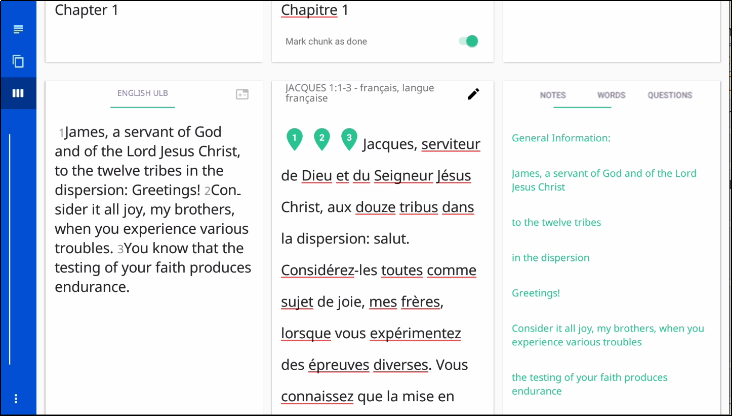 Chapter 1
Chapitre 1
Mark chunk as done
ENGLISH ULB
1James, a servant of God
and of the Lord Jesus Christ,
to the twelve tribes in the
dispersion: Greetings! 2Con-
sider it all joy, my brothers,
when you experience various
troubles. 3You know that the
testing of your faith produces
endurance.
JACQUES 1:1-3 - français, langue
française
1 2 3 Jacques, serviteur
de Dieu et du Seigneur Jésus
Christ, aux douze tribus dans
la dispersion: salut.
Considérez-les toutes comme
sujet de joie, mes frères,
lorsque vous expérimentez
des épreuves diverses. Vous
connaissez que la mise en
NOTES WORDS QUESTIONS
General Information:
James, a servant of God and of the Lord
Jesus Christ
to the twelve tribes
in the dispersion
Greetings!
Consider it all joy, my brothers, when you
experience various troubles
the testing of your faith produces
endurance